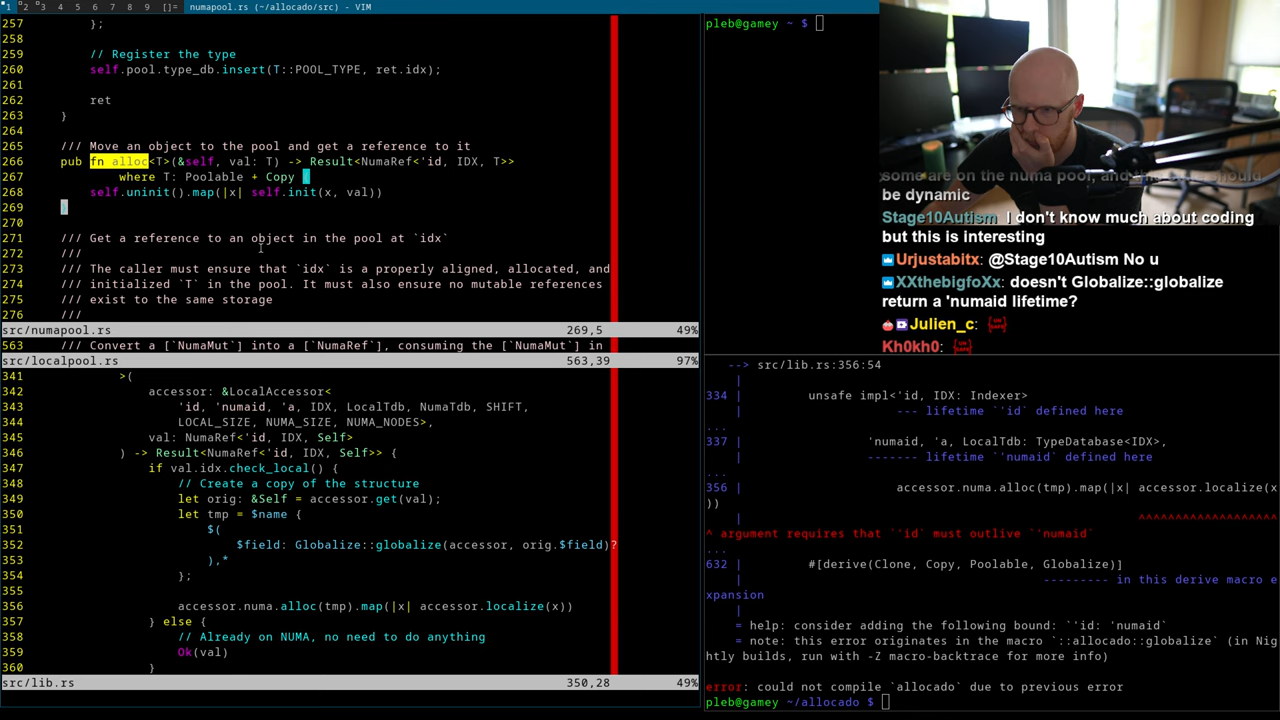 1 2 3 4 5 6 7 8 9 []= numapool.rs (~/allocado/src) - VIM
257 };
258
259 // Register the type
260 self.pool.type_db.insert(T::POOL_TYPE, ret.idx);
261
262 ret
263 }
264
265 /// Move an object to the pool and get a reference to it
266 pub fn alloc<T>(&self, val: T) -> Result<NumaRef<'id, IDX, T>>
267 where T: Poolable + Copy {
268 self.uninit().map(|x| self.init(x, val))
269 }
270
271 /// Get a reference to an object in the pool at `idx`
272 ///
273 /// The caller must ensure that `idx` is a properly aligned, allocated, and
274 /// initialized `T` in the pool. It must also ensure no mutable references
275 /// exist to the same storage
276 ///
src/numapool.rs 269,5 49%
563 /// Convert a [`NumaMut`] into a [`NumaRef`], consuming the [`NumaMut`] in
src/localpool.rs 563,39 97%
341 >(
342 accessor: &LocalAccessor<
343 'id, 'numaid, 'a, IDX, LocalTdb, NumaTdb, SHIFT,
344 LOCAL_SIZE, NUMA_SIZE, NUMA_NODES>,
345 val: NumaRef<'id, IDX, Self>
346 ) -> Result<NumaRef<'id, IDX, Self>> {
347 if val.idx.check_local() {
348 // Create a copy of the structure
349 let orig: &Self = accessor.get(val);
350 let tmp = $name {
351 $(
352 $field: Globalize::globalize(accessor, orig.$field)?
353 ),*
354 };
355
356 accessor.numa.alloc(tmp).map(|x| accessor.localize(x))
357 } else {
358 // Already on NUMA, no need to do anything
359 Ok(val)
360 }
src/lib.rs 350,28 49%
pleb@gamey ~ $
some are on the numa pool, and
be dynamic
Stage10Autism I don't know much about coding
but this is interesting
Urjustabitx: @Stage10Autism No u
XXthebigfoXx: doesn't Globalize::globalize
return a 'numaid lifetime?
Julien_c:
Kh0kh0:
--> src/lib.rs:356:54
|
334 | unsafe impl<'id, IDX: Indexer>
| --- lifetime `'id` defined here
...
337 | 'numaid, 'a, LocalTdb: TypeDatabase<IDX>,
| ------- lifetime `'numaid` defined here
...
356 | accessor.numa.alloc(tmp).map(|x| accessor.localize(x
))
| ^^^^^^^^^^^^^^^^^^^
^ argument requires that `'id` must outlive `'numaid`
...
632 | #[derive(Clone, Copy, Poolable, Globalize)]
| --------- in this derive macro e
xpansion
|
= help: consider adding the following bound: `'id: 'numaid`
= note: this error originates in the macro `::allocado::globalize` (in Nig
htly builds, run with -Z macro-backtrace for more info)
error: could not compile `allocado` due to previous error
pleb@gamey ~/allocado $